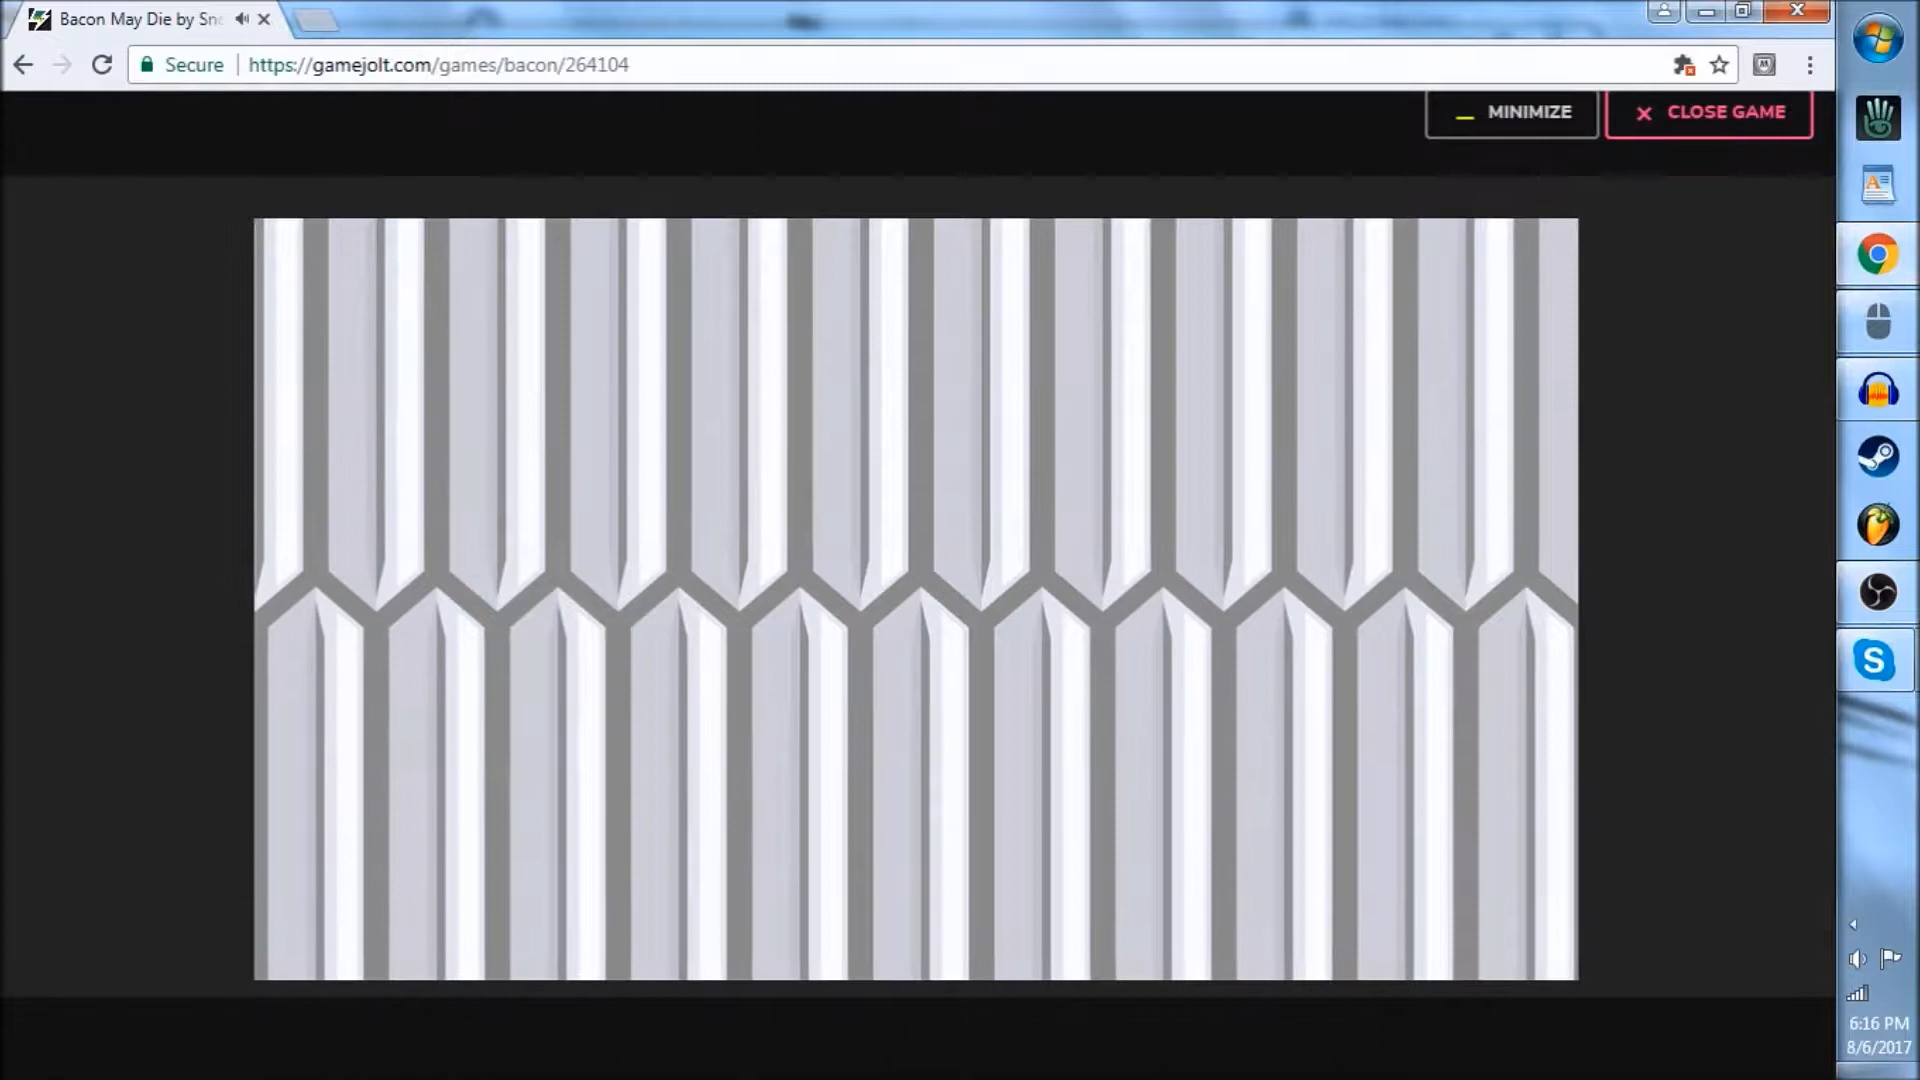 Bacon May Die by Sno
Secure https://gamejolt.com/games/bacon/264104
MINIMIZE
CLOSE GAME
6:16 PM
8/6/2017